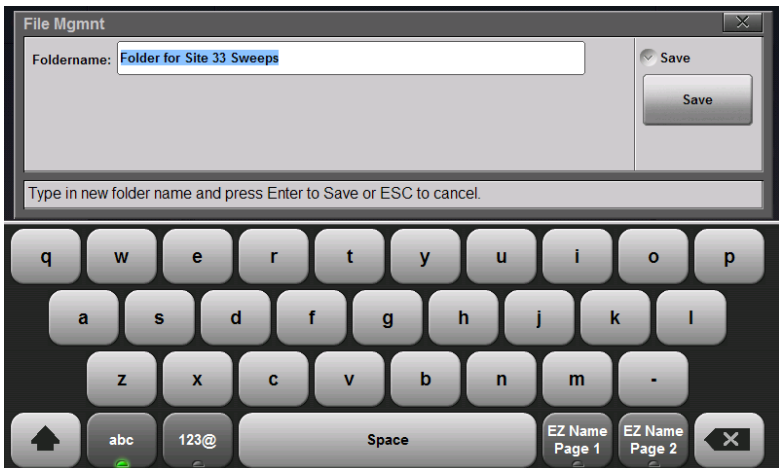 File Mgmnt
Foldername: Folder for Site 33 Sweeps
Save
Save
Type in new folder name and press Enter to Save or ESC to cancel.
q w e r t y u i o p
a s d f g h j k l
z x c v b n m -
abc 123@ Space EZ Name Page 1 EZ Name Page 2